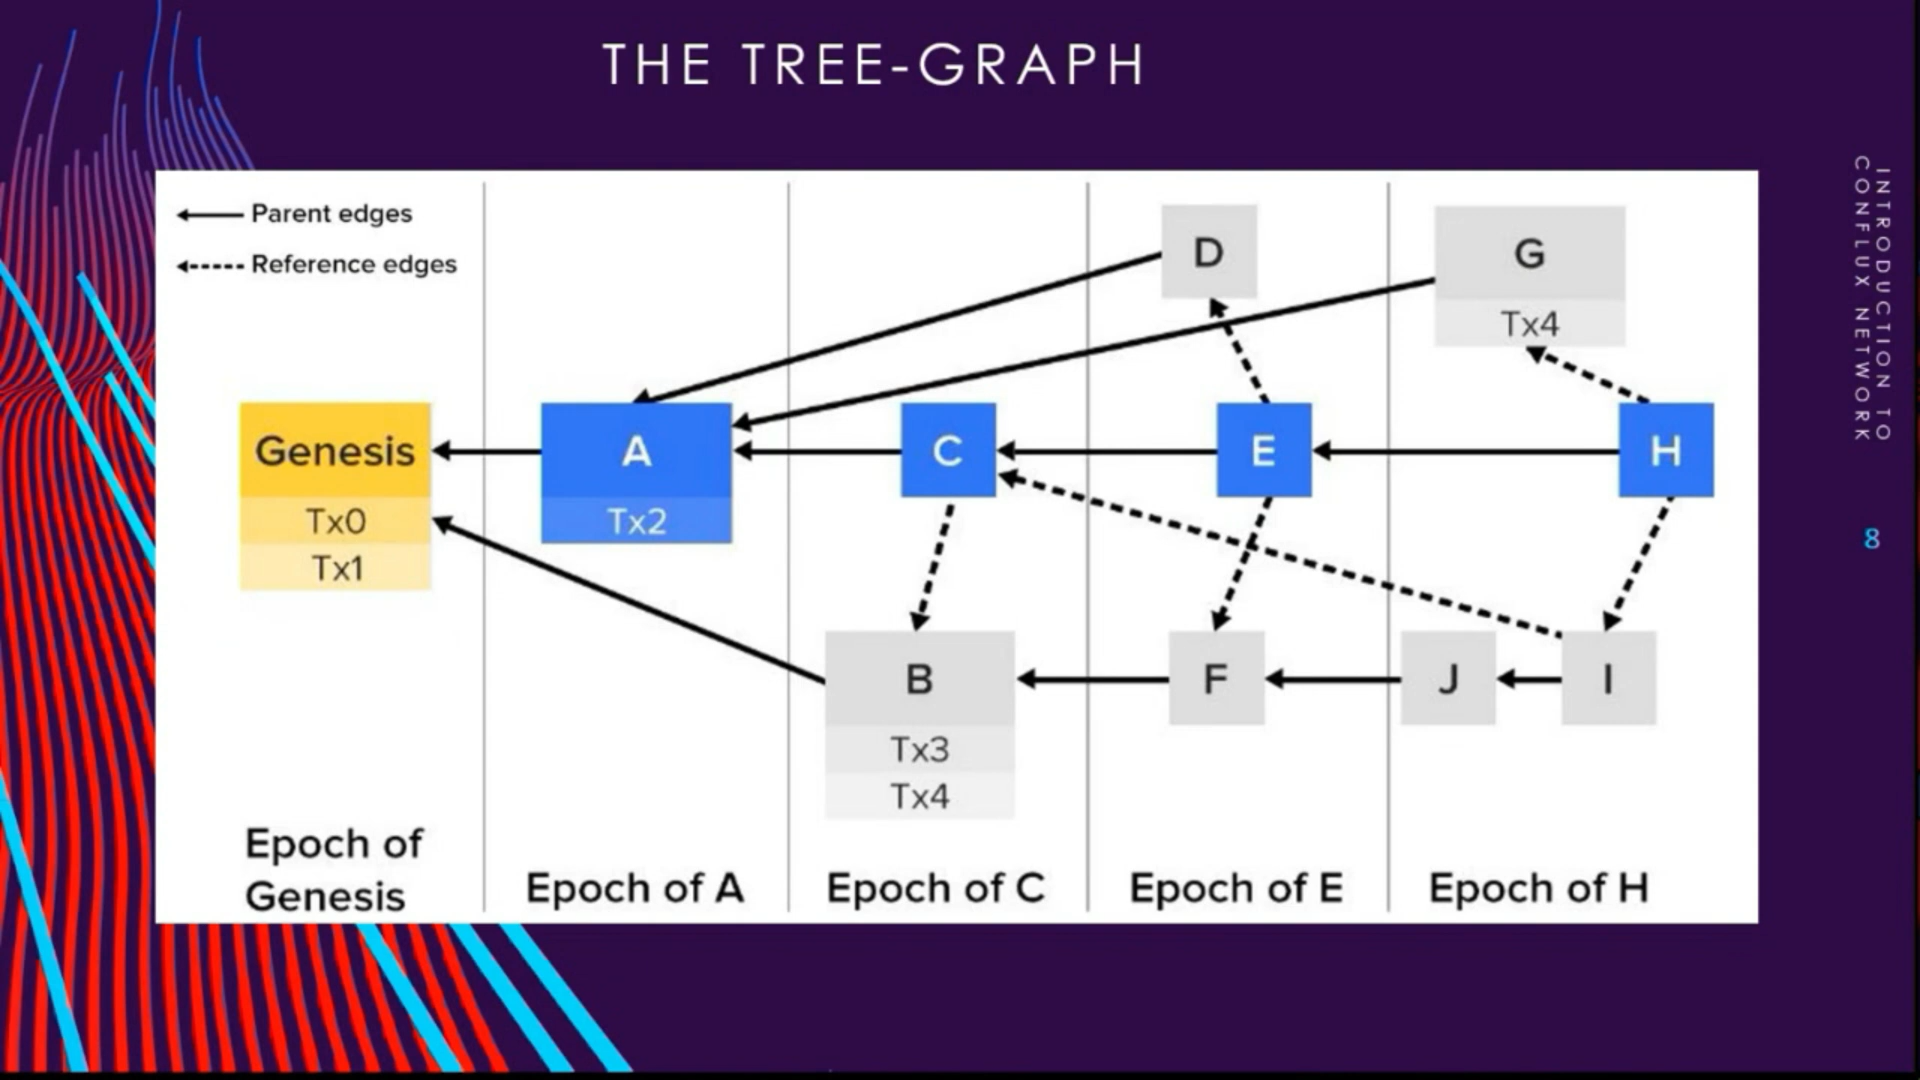 THE TREE-GRAPH
Parent edges
Reference edges
D
G
Tx4
Genesis
Tx0
Tx1
A
Tx2
C
E
H
B
Tx3
Tx4
F
J
I
Epoch of
Genesis
Epoch of A
Epoch of C
Epoch of E
Epoch of H
INTRODUCTION TO
CONFLUX NETWORK
8